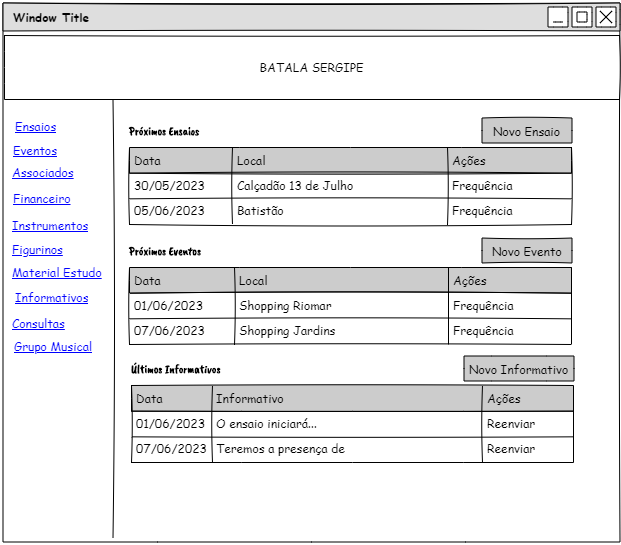 Window Title
BATALA SERGIPE
Ensaios
Eventos
Associados
Financeiro
Instrumentos
Figurinos
Material Estudo
Informativos
Consultas
Grupo Musical
Próximos Ensaios
Novo Ensaio
Data Local Ações
30/05/2023 Calçadão 13 de Julho Frequência
05/06/2023 Batistão Frequência
Próximos Eventos
Novo Evento
Data Local Ações
01/06/2023 Shopping Riomar Frequência
07/06/2023 Shopping Jardins Frequência
Últimos Informativos
Novo Informativo
Data Informativo Ações
01/06/2023 O ensaio iniciará... Reenviar
07/06/2023 Teremos a presença de Reenviar